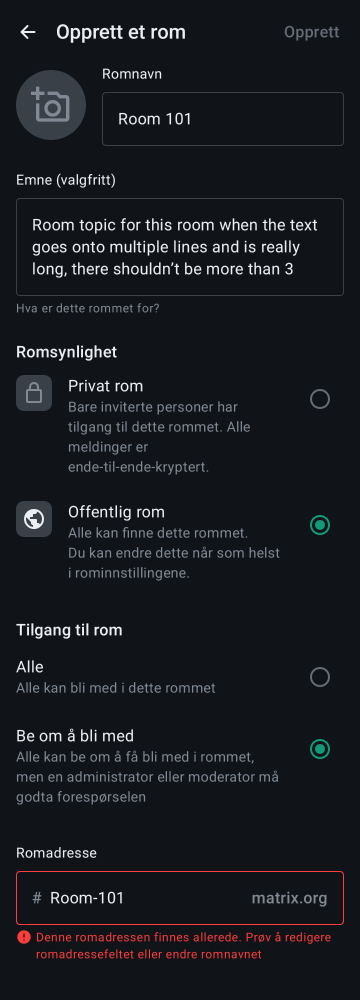 Opprett et rom
Opprett
Romnavn
Room 101
Emne (valgfritt)
Room topic for this room when the text
goes onto multiple lines and is really
long, there shouldn’t be more than 3
Hva er dette rommet for?
Romsynlighet
Privat rom
Bare inviterte personer har
tilgang til dette rommet. Alle
meldinger er
ende-til-ende-kryptert.
Offentlig rom
Alle kan finne dette rommet.
Du kan endre dette når som helst
i rominnstillingene.
Tilgang til rom
Alle
Alle kan bli med i dette rommet
Be om å bli med
Alle kan be om å få bli med i rommet,
men en administrator eller moderator må
godta forespørselen
Romadresse
# Room-101 matrix.org
Denne romadressen finnes allerede. Prøv å redigere
romadressefeltet eller endre romnavnet